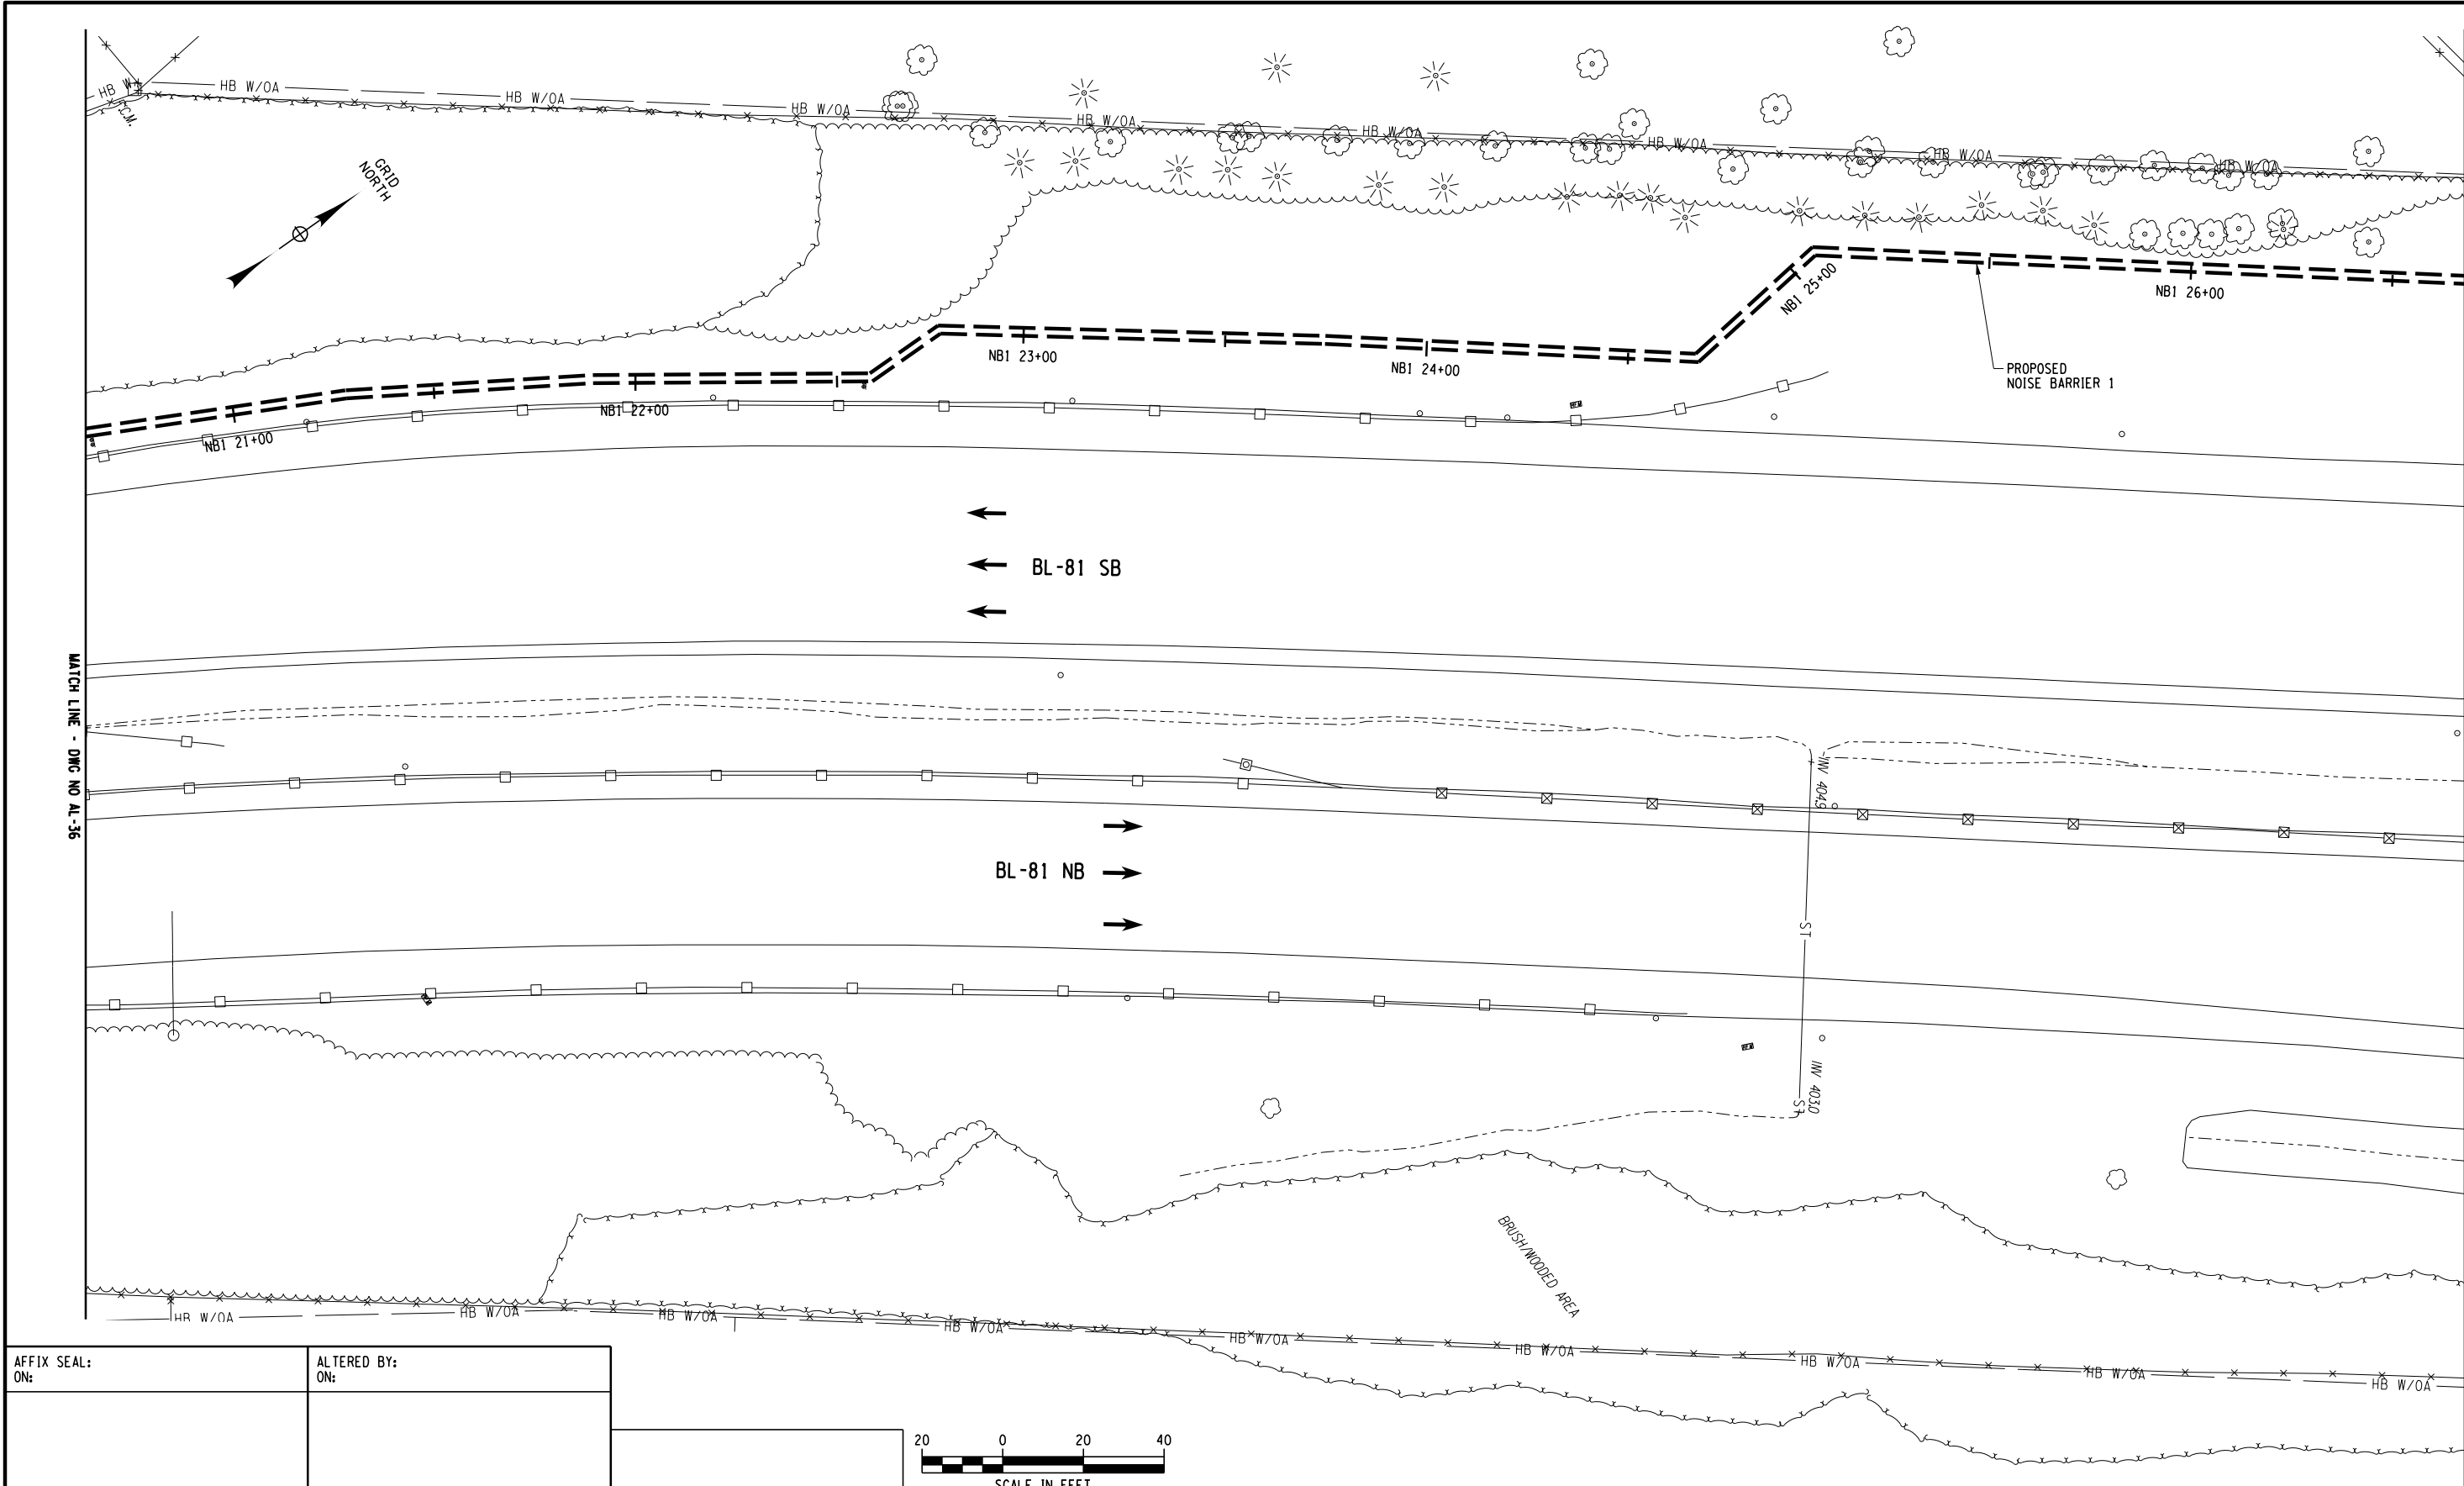 HB W/OA
HB W/OA
HB W/OA
HB W/OA
HB W/OA
HB W/OA
HB W/OA
HB W/OA
GRID
NORTH
NB1 21+00
NB1 22+00
NB1 23+00
NB1 24+00
NB1 25+00
NB1 26+00
PROPOSED
NOISE BARRIER 1
BL-81 SB
MATCH LINE - DWG NO AL-36
INV 404.9
BL-81 NB
ST
INV 403.0
ST
BRUSH/WOODED AREA
HB W/OA
HB W/OA
HB W/OA
HB W/OA
HB W/OA
HB W/OA
HB W/OA
HB W/OA
HB W/OA
AFFIX SEAL:
ON:
ALTERED BY:
ON:
20 0 20 40
SCALE IN FEET